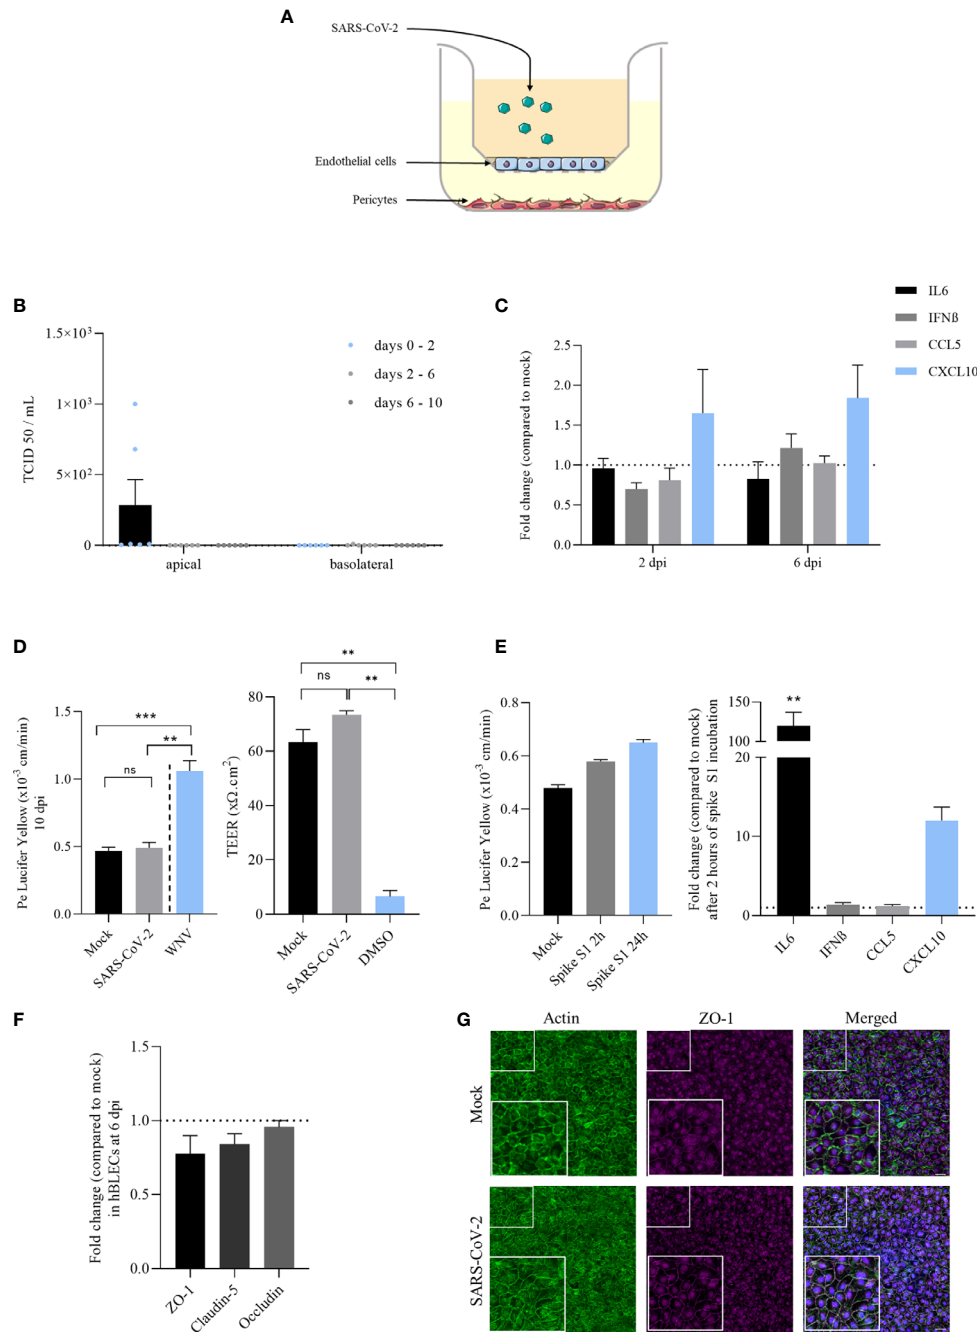 A
SARS-CoV-2
Endothelial cells
Pericytes
B
TCID 50 / mL
1.5×10³
1×10³
5×10²
0
apical
basolateral
days 0 - 2
days 2 - 6
days 6 - 10
C
Fold change (compared to mock)
2.5
2.0
1.5
1.0
0.5
0.0
2 dpi
6 dpi
IL6
IFNß
CCL5
CXCL10
D
Pe Lucifer Yellow (x10⁻³ cm/min)
10 dpi
1.5
1.0
0.5
0.0
***
**
ns
Mock
SARS-CoV-2
WNV
TEER (xΩ.cm²)
80
60
40
20
0
**
ns
**
Mock
SARS-CoV-2
DMSO
E
Pe Lucifer Yellow (x10⁻³ cm/min)
0.8
0.6
0.4
0.2
0.0
Mock
Spike S1 2h
Spike S1 24h
Fold change (compared to mock)
after 2 hours of spike S1 incubation
150
100
20
10
0
**
IL6
IFNß
CCL5
CXCL10
F
Fold change (compared to mock)
in hBLECs at 6 dpi
1.5
1.0
0.5
0.0
ZO-1
Claudin-5
Occludin
G
Actin
ZO-1
Merged
Mock
SARS-CoV-2